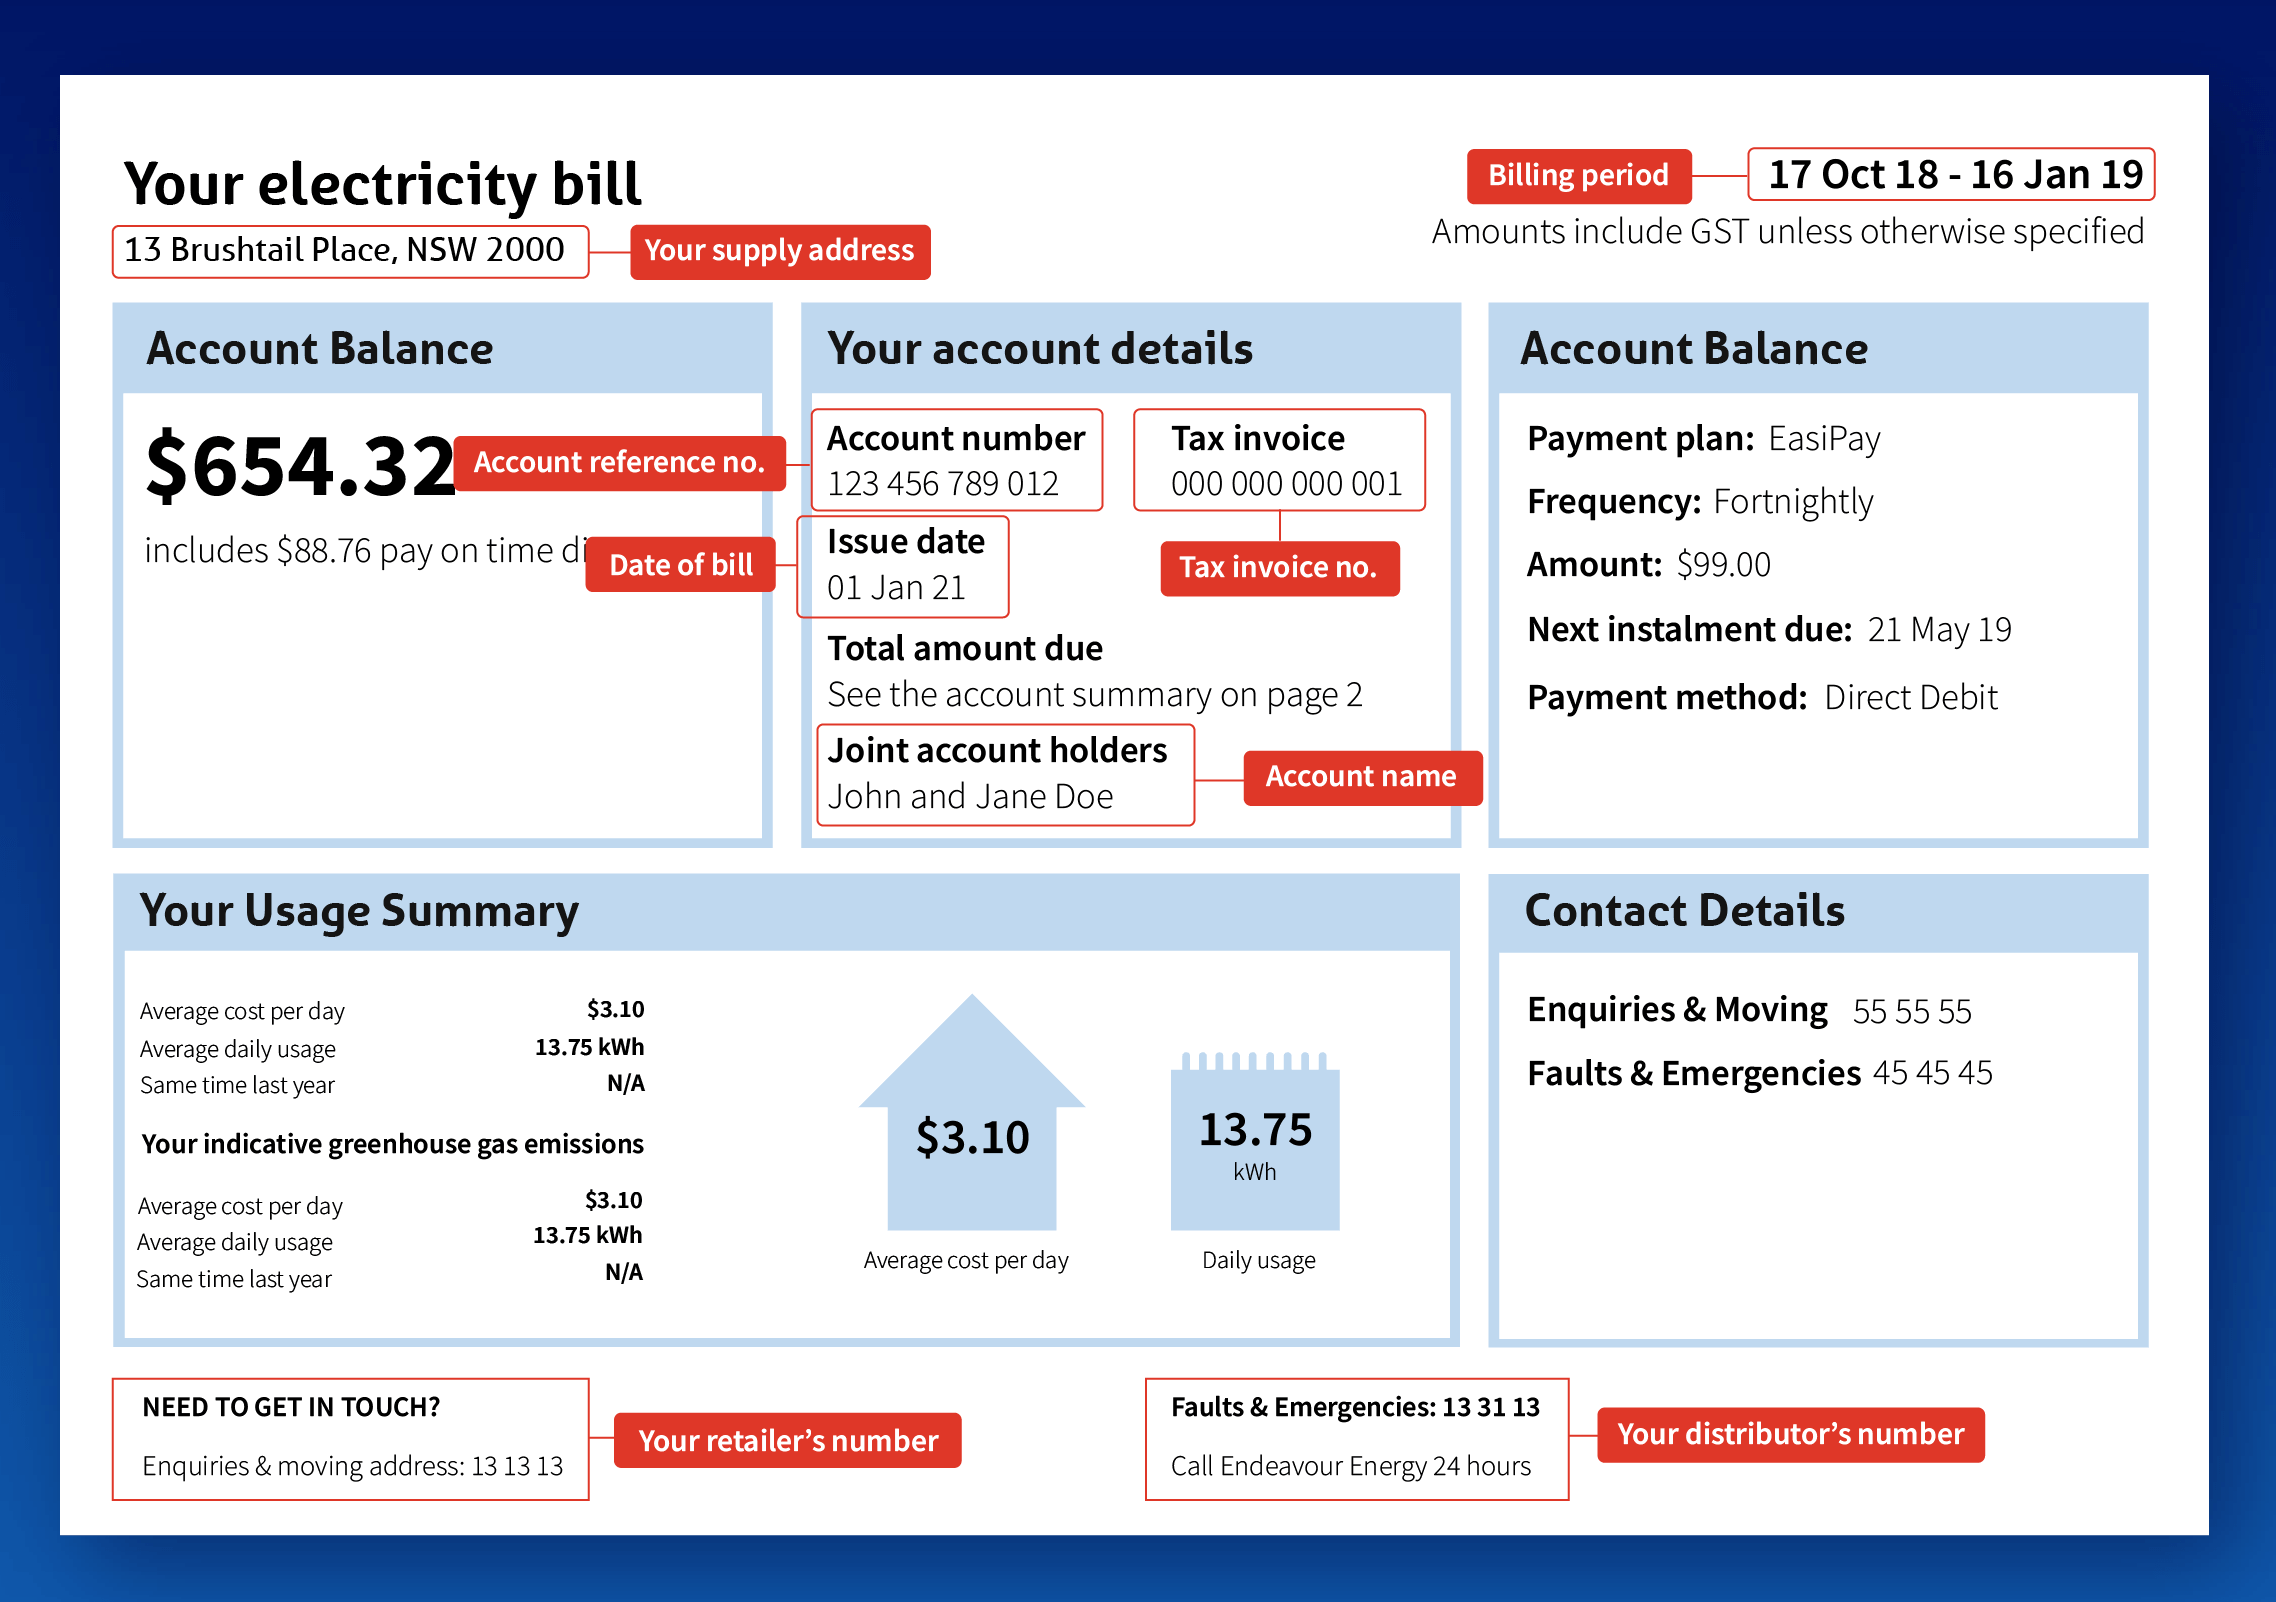 Your electricity bill
13 Brushtail Place, NSW 2000
Your supply address
Billing period
17 Oct 18 - 16 Jan 19
Amounts include GST unless otherwise specified
Account Balance
$654.32
includes $88.76 pay on time
Account reference no.
Date of bill
Your account details
Account number
123 456 789 012
Tax invoice
000 000 000 001
Tax invoice no.
Issue date
01 Jan 21
Total amount due
See the account summary on page 2
Joint account holders
John and Jane Doe
Account name
Account Balance
Payment plan: EasiPay
Frequency: Fortnightly
Amount: $99.00
Next instalment due: 21 May 19
Payment method: Direct Debit
Your Usage Summary
Average cost per day $3.10
Average daily usage 13.75 kWh
Same time last year N/A
Your indicative greenhouse gas emissions
Average cost per day $3.10
Average daily usage 13.75 kWh
Same time last year N/A
$3.10
Average cost per day
13.75
kWh
Daily usage
Contact Details
Enquiries & Moving 55 55 55
Faults & Emergencies 45 45 45
NEED TO GET IN TOUCH?
Enquiries & moving address: 13 13 13
Your retailer's number
Faults & Emergencies: 13 31 13
Call Endeavour Energy 24 hours
Your distributor's number